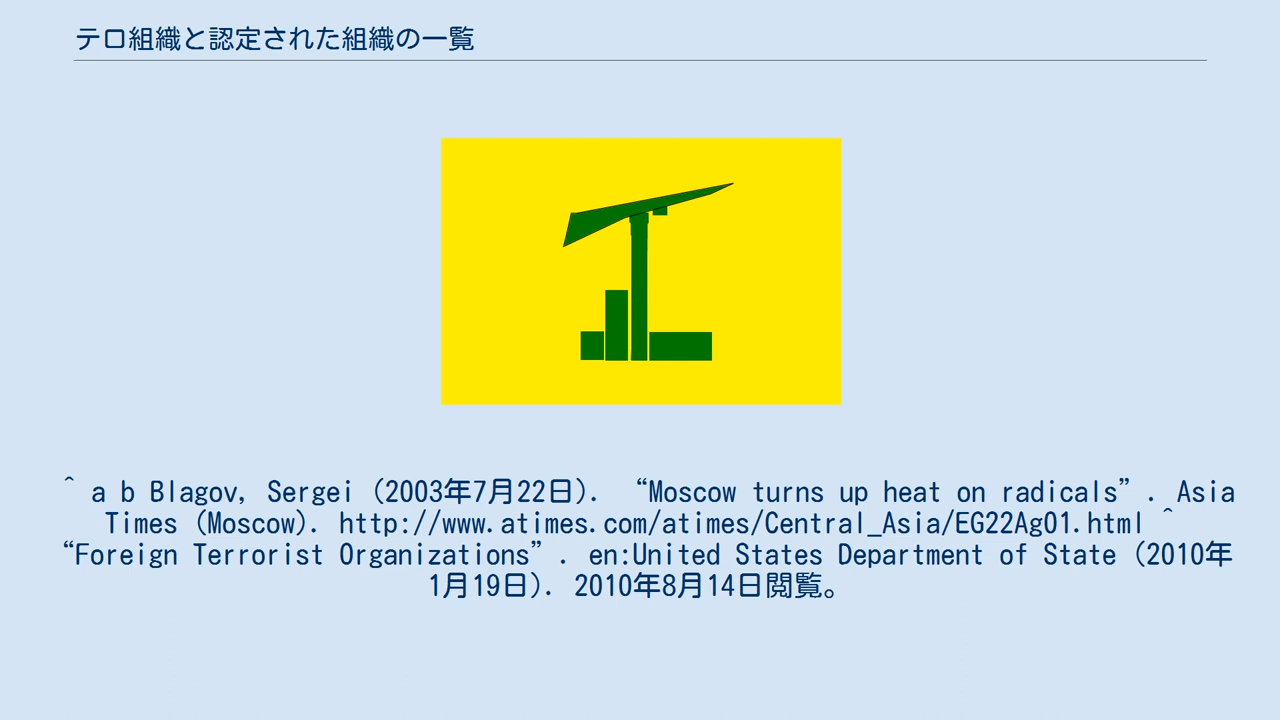 テロ組織と認定された組織の一覧
^ a b Blagov, Sergei (2003年7月22日). “Moscow turns up heat on radicals”. Asia
Times (Moscow). http://www.atimes.com/atimes/Central_Asia/EG22Ag01.html ^
“Foreign Terrorist Organizations”. en:United States Department of State (2010年
1月19日). 2010年8月14日閲覧。